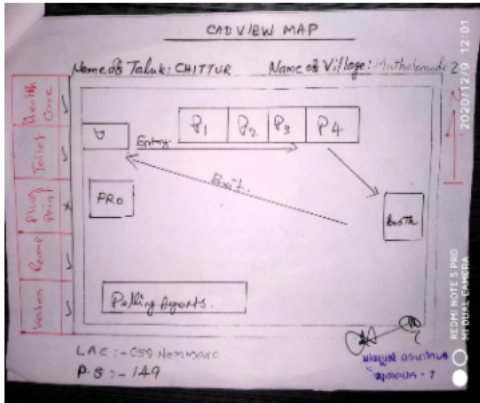 CADVIEW MAP
Name of Taluk: CHITTUR Name of Village: 2
Health Care
Toilet
Plug Point
Ramp
Water
Entry
P1 P2 P3 P4
Exit.
PRO
Booth
Polling Agents.
LAC :- 059 Nemmara
P.S :- 149
REDMI NOTE 5 PRO
MI DUAL CAMERA
2020/12/9 12:01